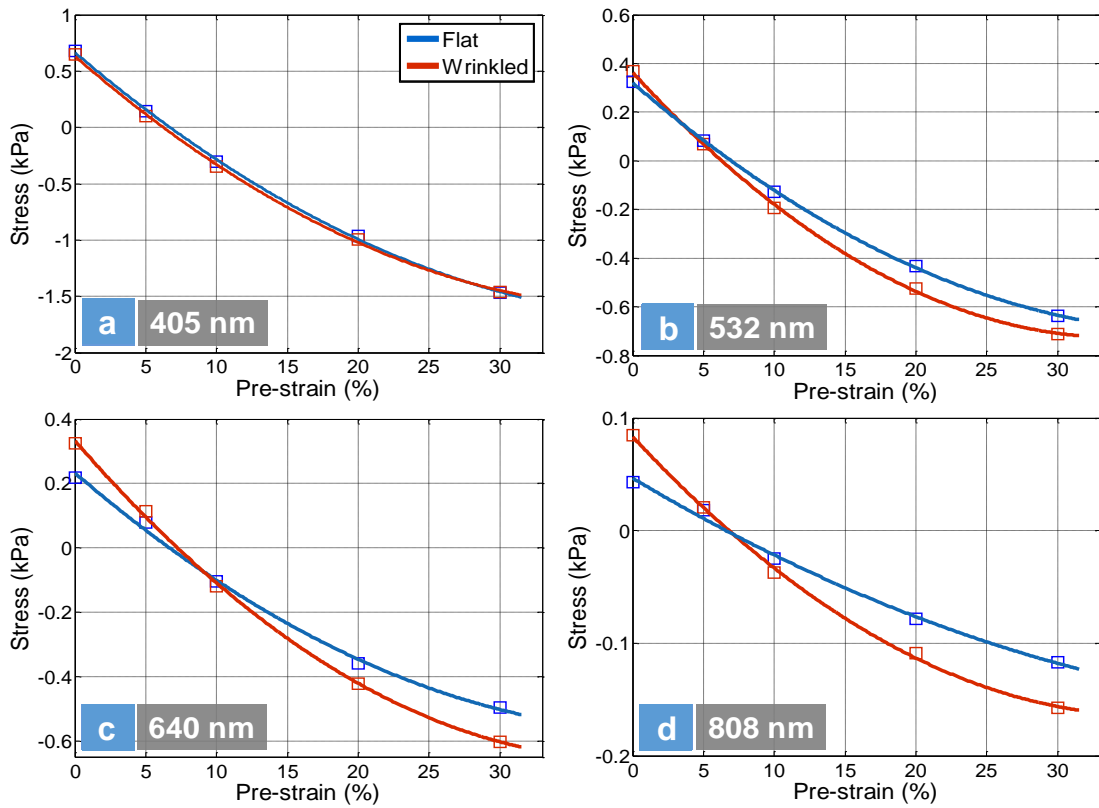 1
0.5
0
-0.5
-1
-1.5
-2
Stress (kPa)
Flat
Wrinkled
a
405 nm
0 5 10 15 20 25 30
Pre-strain (%)
0.6
0.4
0.2
0
-0.2
-0.4
-0.6
-0.8
Stress (kPa)
b
532 nm
0 5 10 15 20 25 30
Pre-strain (%)
0.4
0.2
0
-0.2
-0.4
-0.6
Stress (kPa)
c
640 nm
0 5 10 15 20 25 30
Pre-strain (%)
0.1
0
-0.1
-0.2
Stress (kPa)
d
808 nm
0 5 10 15 20 25 30
Pre-strain (%)